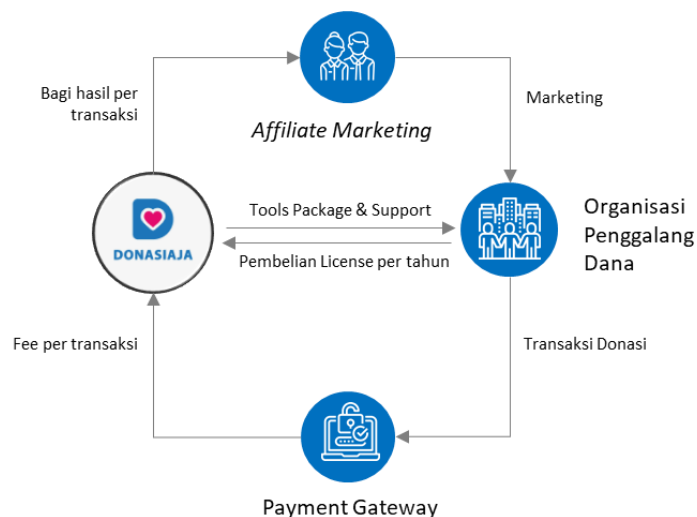 Bagi hasil per
transaksi
Affiliate Marketing
Marketing
DONASIAJA
Tools Package & Support
Pembelian License per tahun
Organisasi
Penggalang
Dana
Fee per transaksi
Transaksi Donasi
Payment Gateway